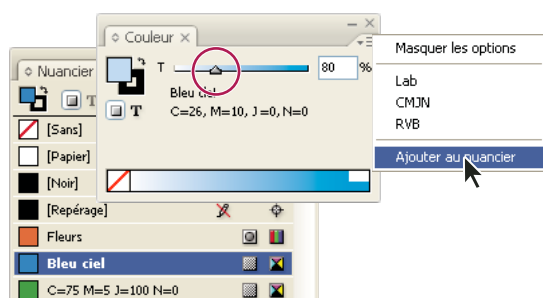 Couleur
T 80 %
Bleu ciel
T C=26, M=10, J=0, N=0
Masquer les options
Lab
CMJN
RVB
Ajouter au nuancier
Nuancier
T
[Sans]
[Papier]
[Noir]
[Repérage]
Fleurs
Bleu ciel
C=75 M=5 J=100 N=0